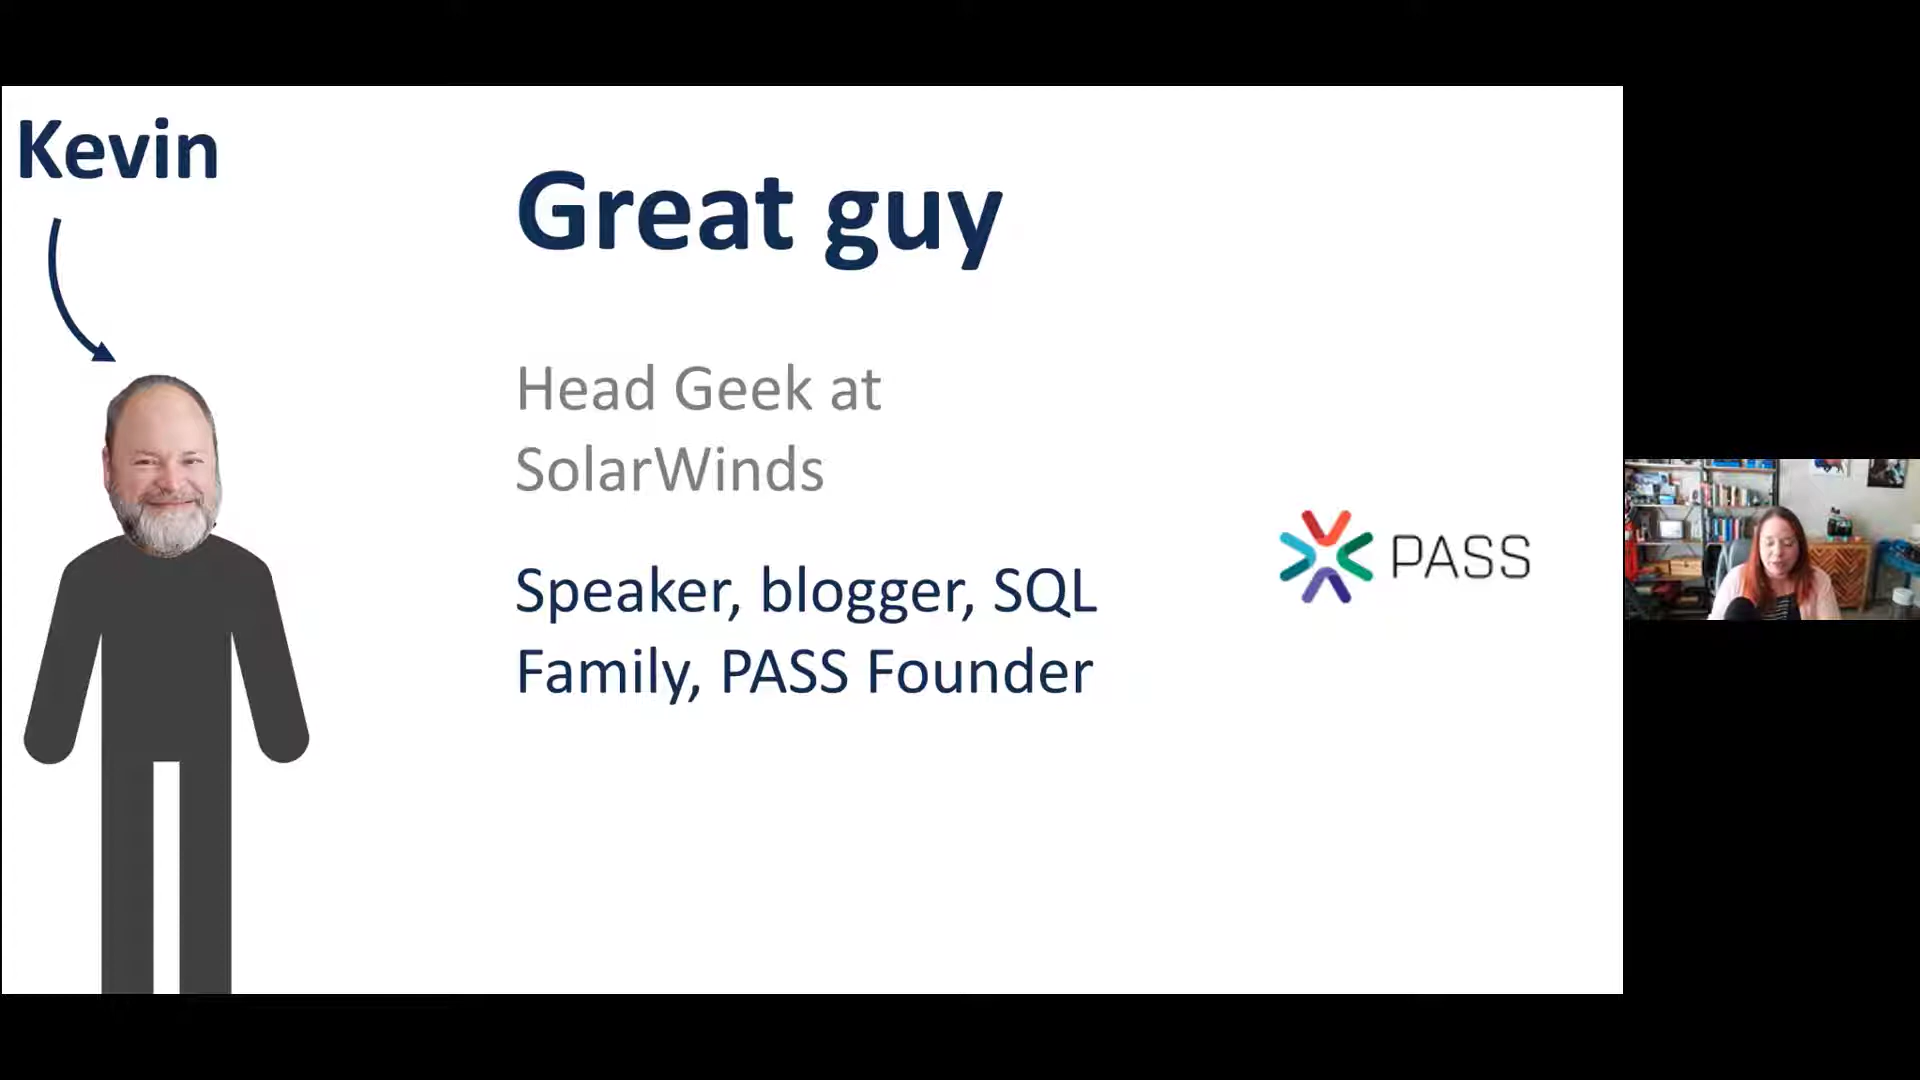 Kevin
Great guy
Head Geek at
SolarWinds
Speaker, blogger, SQL
Family, PASS Founder
PASS